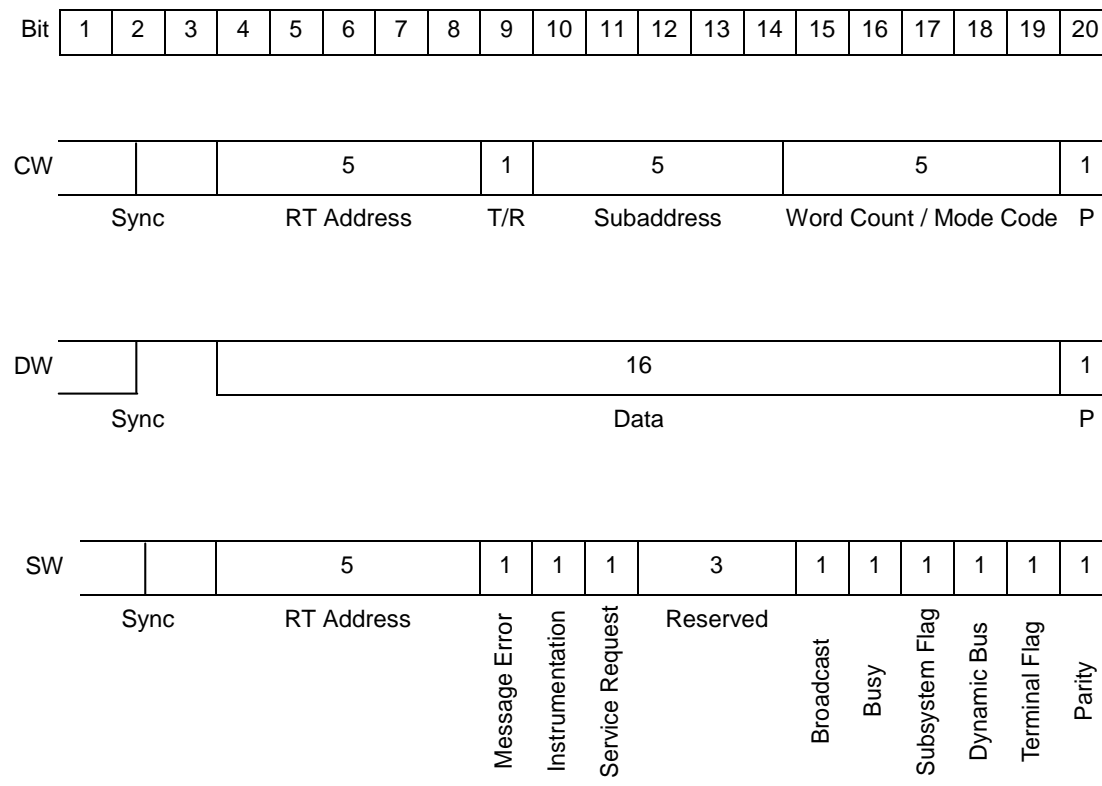 Bit 1 2 3 4 5 6 7 8 9 10 11 12 13 14 15 16 17 18 19 20
CW 5 1 5 5 1
Sync RT Address T/R Subaddress Word Count / Mode Code P
DW 16 1
Sync Data P
SW 5 1 1 1 3 1 1 1 1 1 1
Sync RT Address Reserved
Message Error
Instrumentation
Service Request
Broadcast
Busy
Subsystem Flag
Dynamic Bus
Terminal Flag
Parity